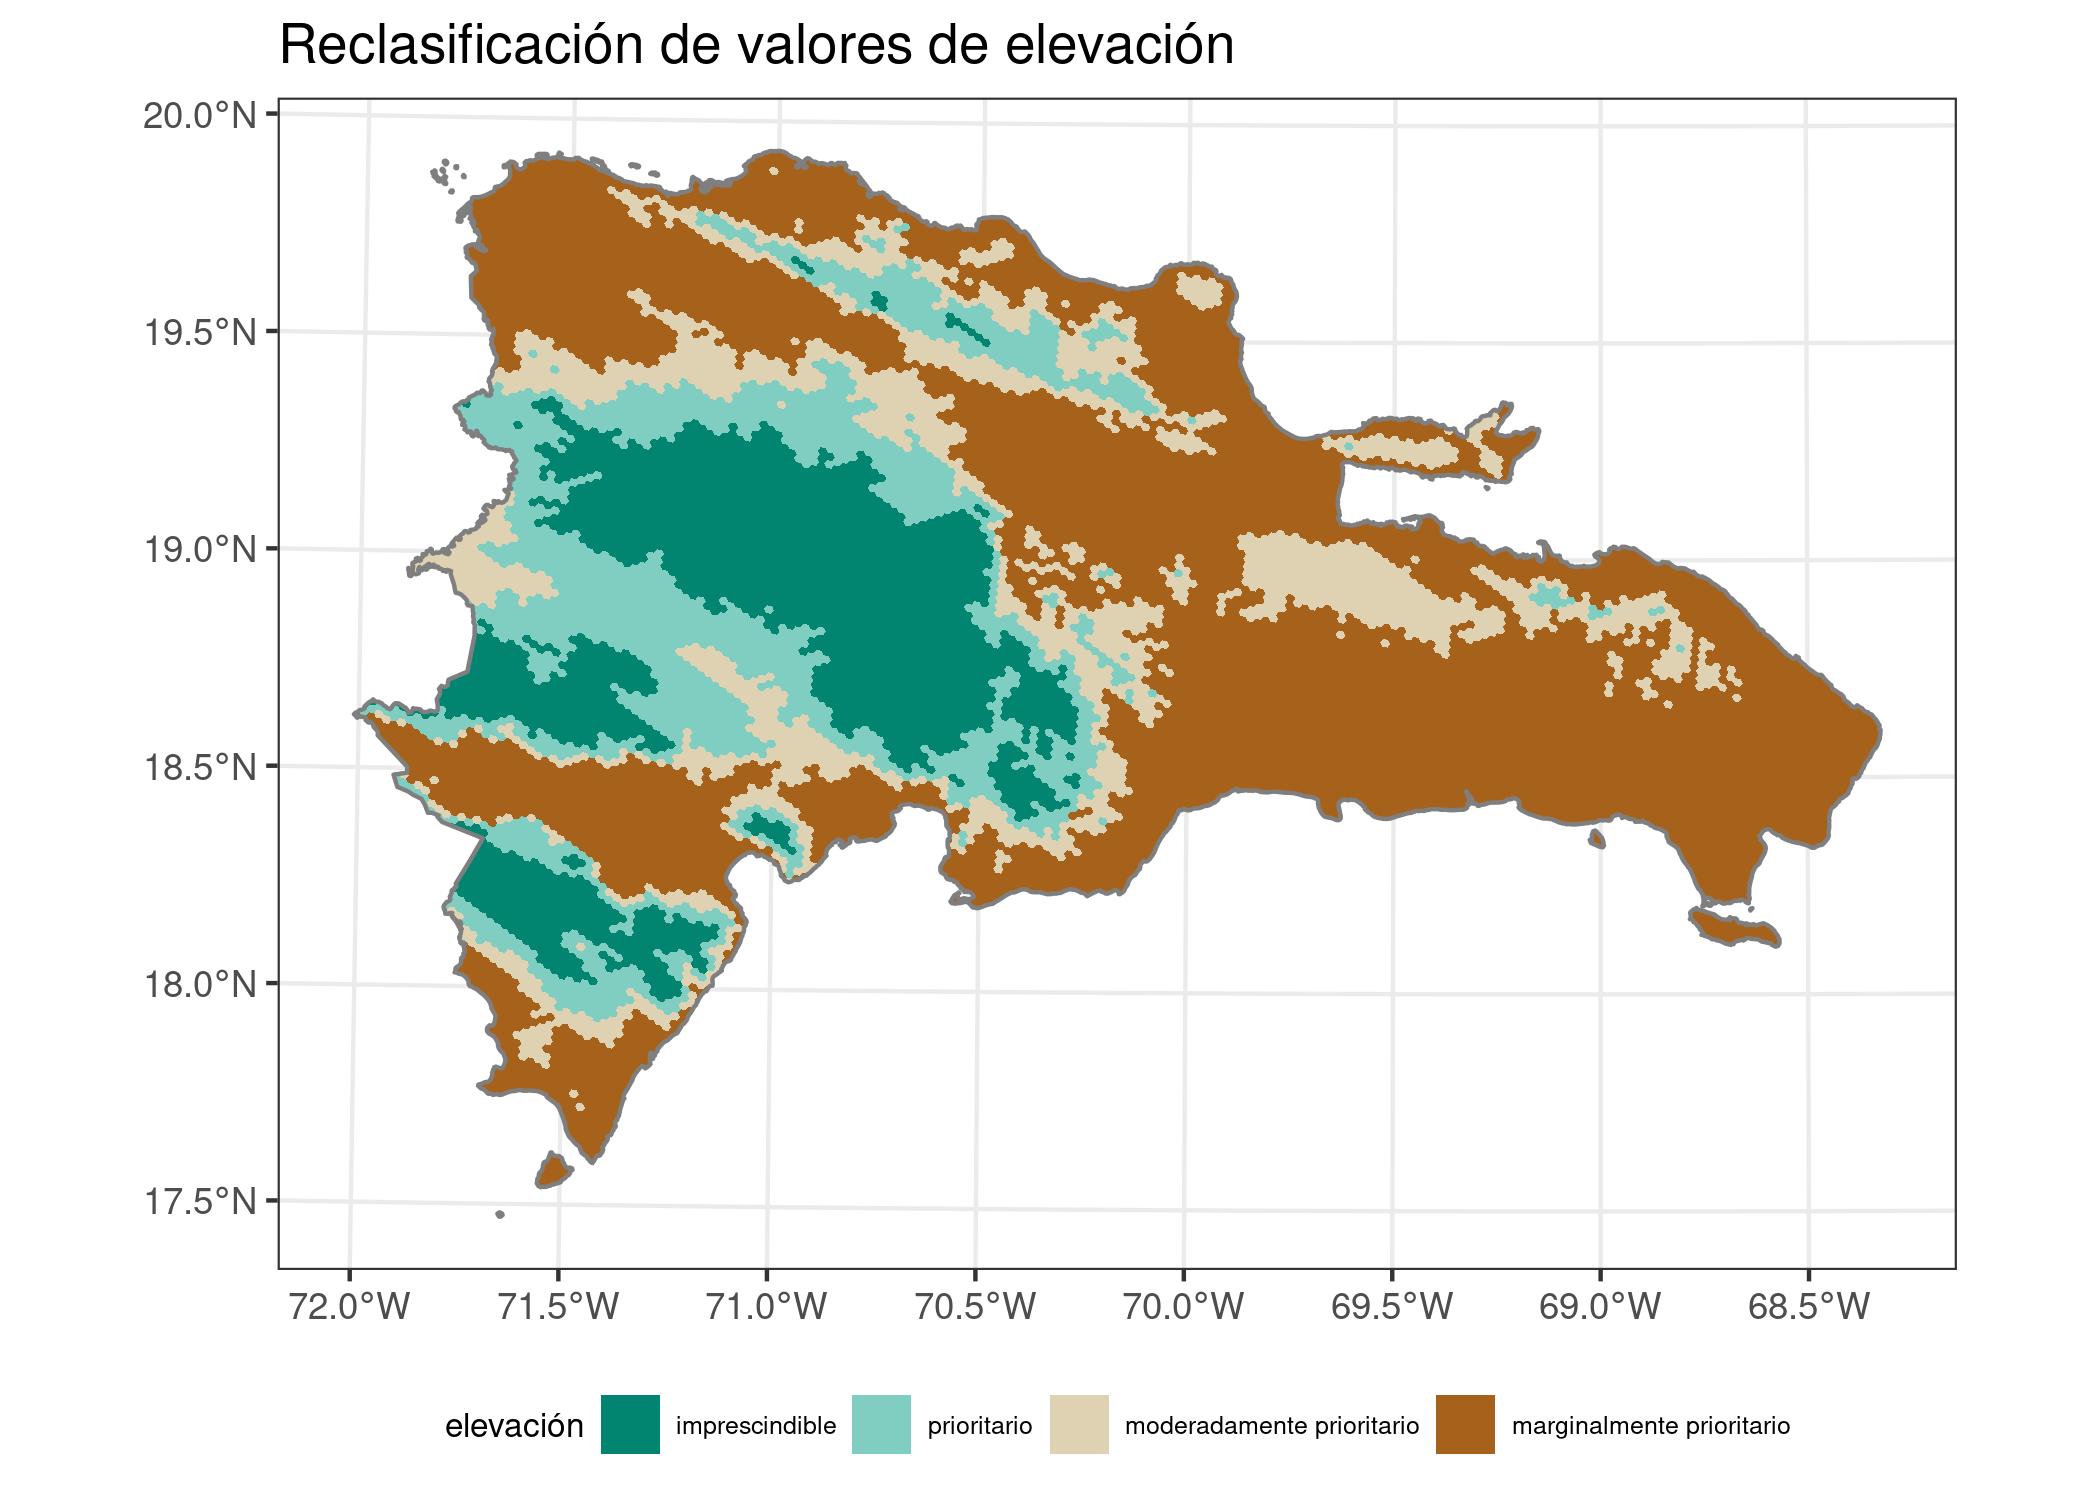 Reclasificación de valores de elevación
20.0°N
19.5°N
19.0°N
18.5°N
18.0°N
17.5°N
72.0°W 71.5°W 71.0°W 70.5°W 70.0°W 69.5°W 69.0°W 68.5°W
elevación imprescindible prioritario moderadamente prioritario marginalmente prioritario